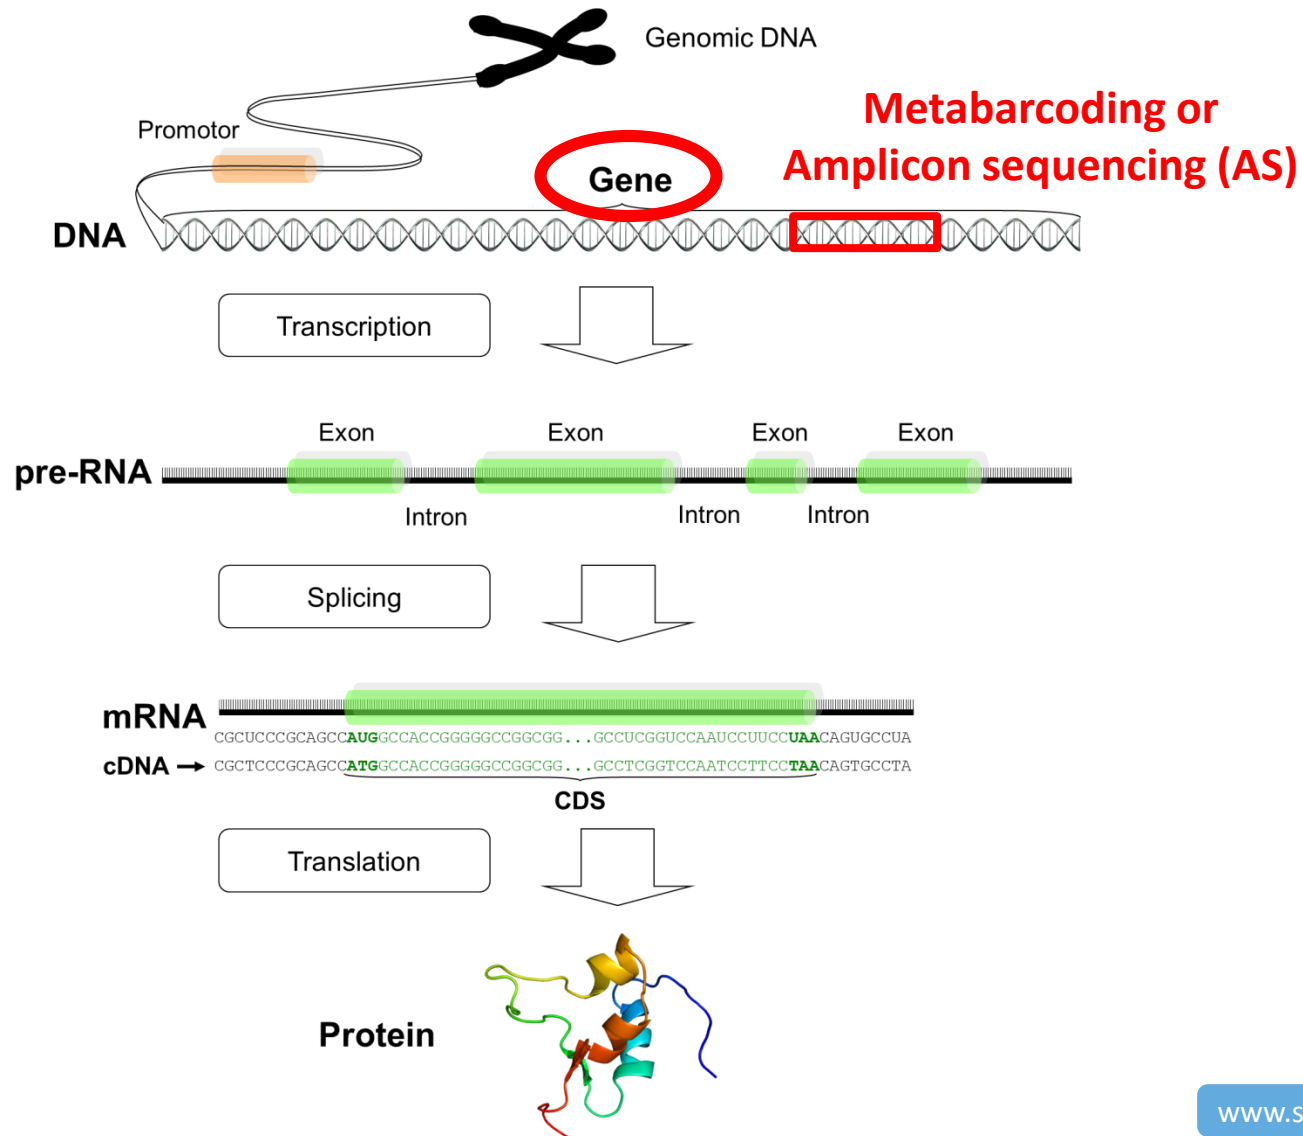 Genomic DNA
Metabarcoding or
Amplicon sequencing (AS)
Promotor
Gene
DNA
Transcription
Exon Exon Exon Exon
pre-RNA
Intron Intron Intron
Splicing
mRNA
CGCUCCCGCAGCCAUGGCCACCGGGGGCCGGCGG...GCCUCGGUCCAAUCCUUCCUAACAGUGCCUA
cDNA → CGCTCCCGCAGCCATGGCCACCGGGGGCCGGCGG...GCCTCGGTCCAATCCTTCCTAACAGTGCCTA
CDS
Translation
Protein
www.s